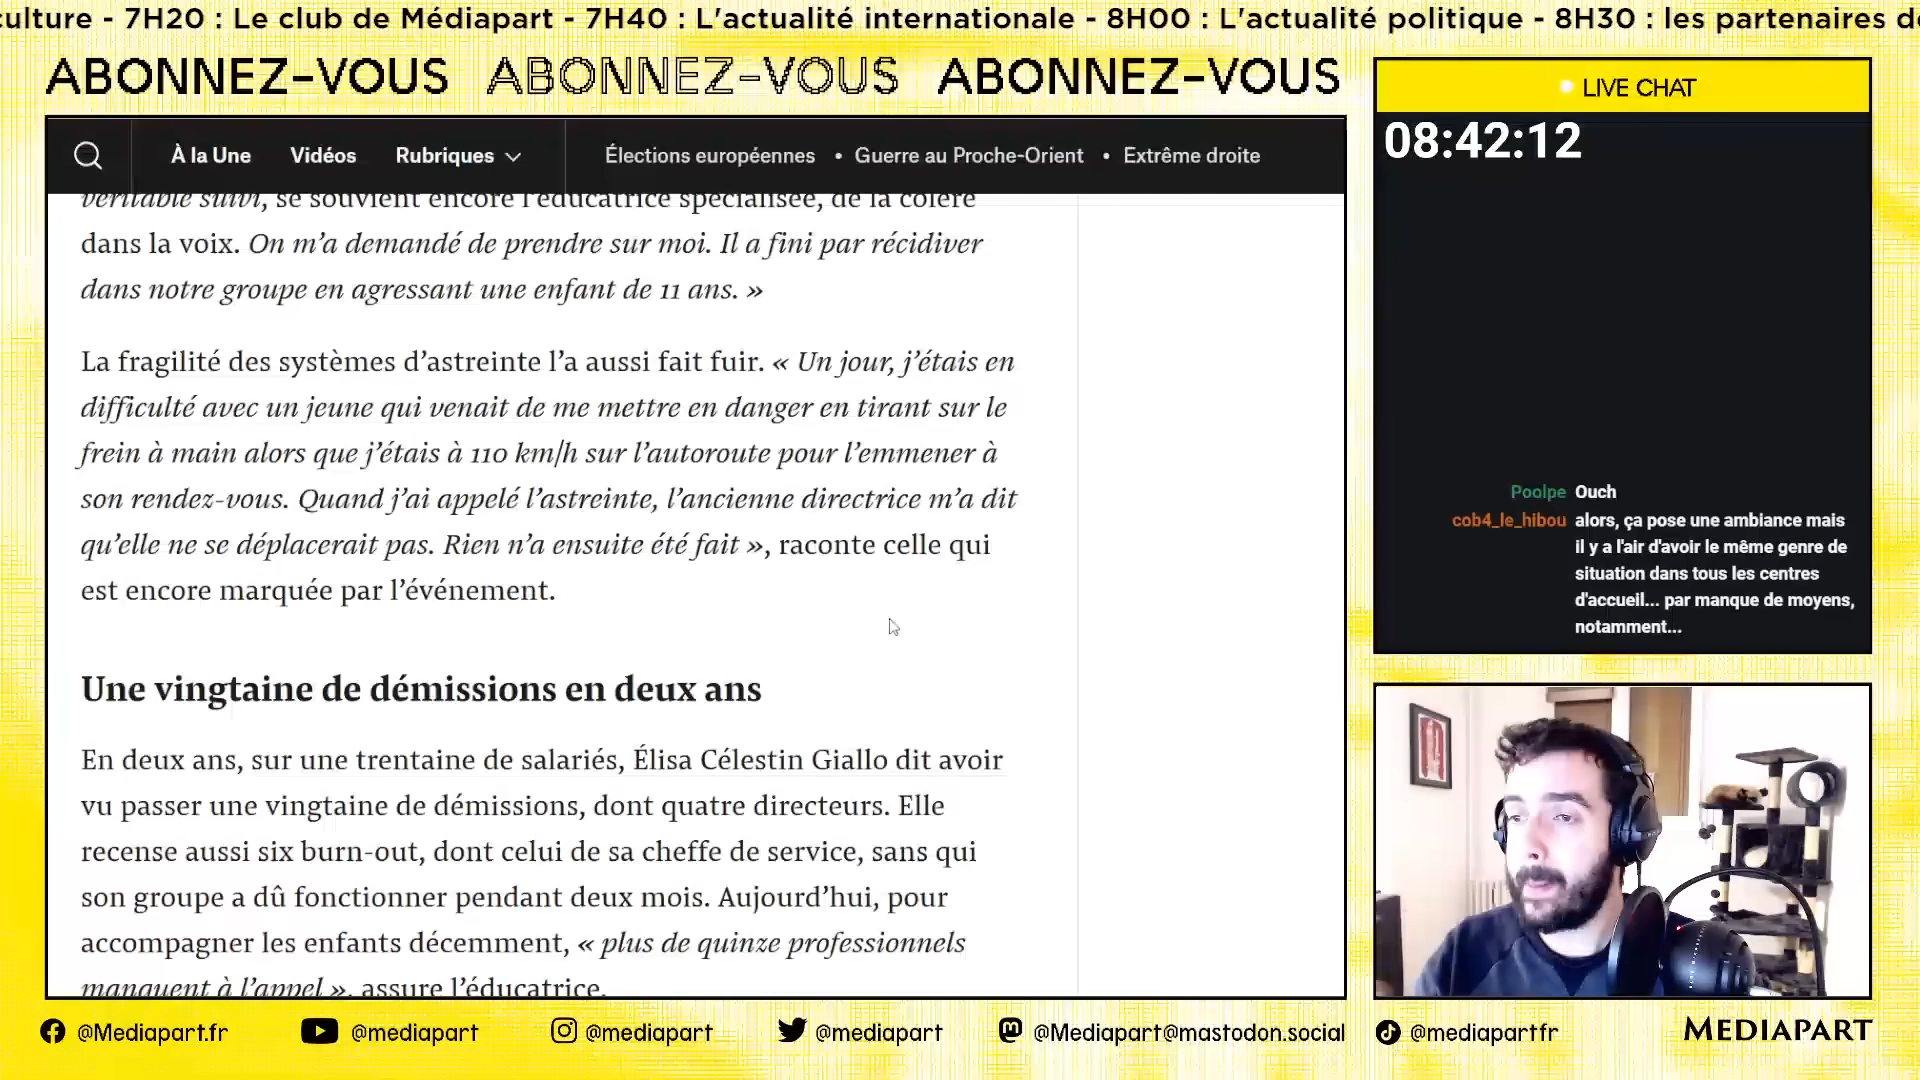 culture - 7H20 : Le club de Médiapart - 7H40 : L'actualité internationale - 8H00 : L'actualité politique - 8H30 : les partenaires de
ABONNEZ-VOUS ABONNEZ-VOUS ABONNEZ-VOUS
À la Une Vidéos Rubriques Élections européennes • Guerre au Proche-Orient • Extrême droite
véritable suivi, se souvient encore l’éducatrice spécialisée, de la colère
dans la voix. On m’a demandé de prendre sur moi. Il a fini par récidiver
dans notre groupe en agressant une enfant de 11 ans. »
La fragilité des systèmes d’astreinte l’a aussi fait fuir. « Un jour, j’étais en
difficulté avec un jeune qui venait de me mettre en danger en tirant sur le
frein à main alors que j’étais à 110 km/h sur l’autoroute pour l’emmener à
son rendez-vous. Quand j’ai appelé l’astreinte, l’ancienne directrice m’a dit
qu’elle ne se déplacerait pas. Rien n’a ensuite été fait », raconte celle qui
est encore marquée par l’événement.
Une vingtaine de démissions en deux ans
En deux ans, sur une trentaine de salariés, Élisa Célestin Giallo dit avoir
vu passer une vingtaine de démissions, dont quatre directeurs. Elle
recense aussi six burn-out, dont celui de sa cheffe de service, sans qui
son groupe a dû fonctionner pendant deux mois. Aujourd’hui, pour
accompagner les enfants décemment, « plus de quinze professionnels
manquent à l’appel », assure l’éducatrice.
LIVE CHAT
08:42:12
Poolpe Ouch
cob4_le_hibou alors, ça pose une ambiance mais
il y a l'air d'avoir le même genre de
situation dans tous les centres
d'accueil... par manque de moyens,
notamment...
@Mediapart.fr @mediapart @mediapart @mediapart @Mediapart@mastodon.social @mediapartfr MEDIAPART